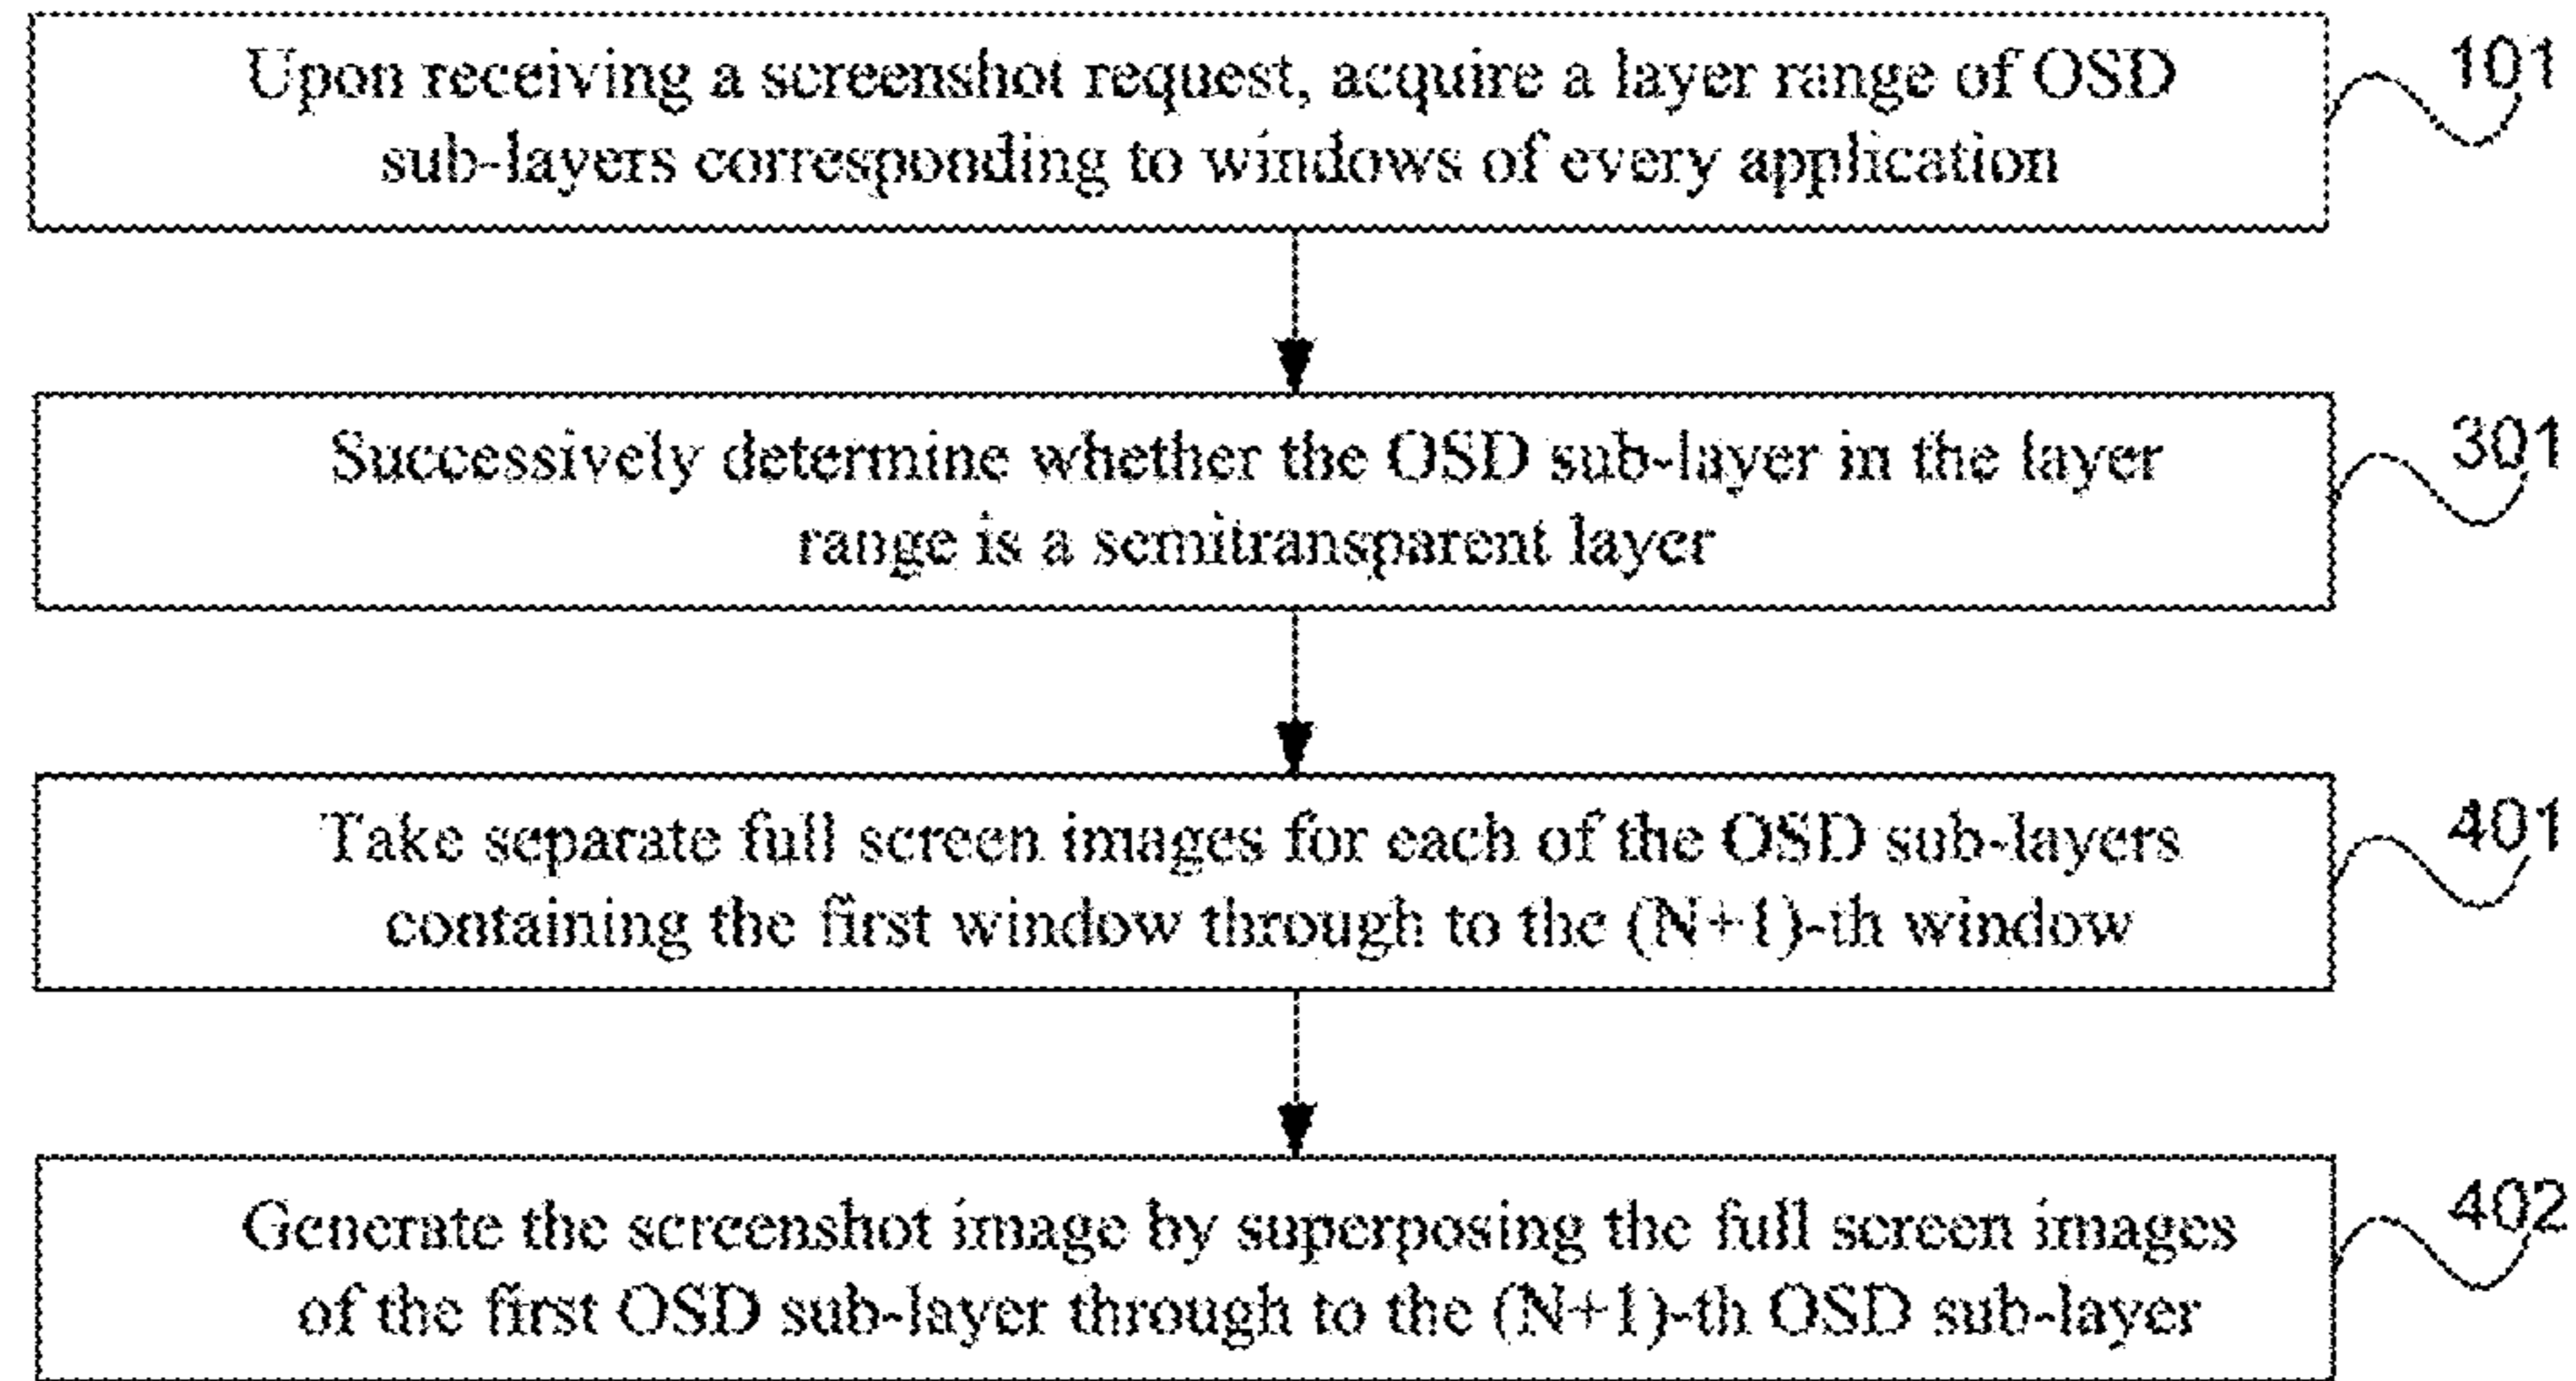 Upon receiving a screenshot request, acquire a layer range of OSD
sub-layers corresponding to windows of every application
101
Successively determine whether the OSD sub-layer in the layer
range is a semitransparent layer
301
Take separate full screen images for each of the OSD sub-layers
containing the first window through to the (N+1)-th window
401
Generate the screenshot image by superposing the full screen images
of the first OSD sub-layer through to the (N+1)-th OSD sub-layer
402